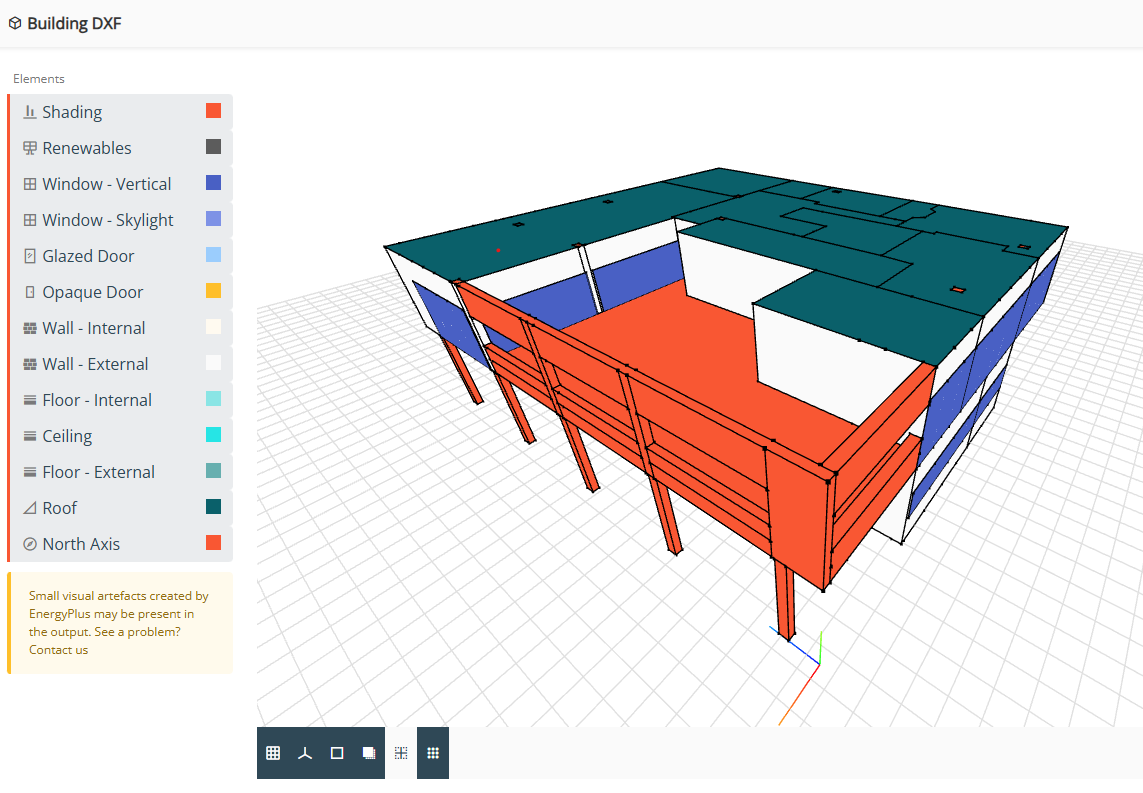 Building DXF
Elements
Shading
Renewables
Window - Vertical
Window - Skylight
Glazed Door
Opaque Door
Wall - Internal
Wall - External
Floor - Internal
Ceiling
Floor - External
Roof
North Axis
Small visual artefacts created by
EnergyPlus may be present in
the output. See a problem?
Contact us